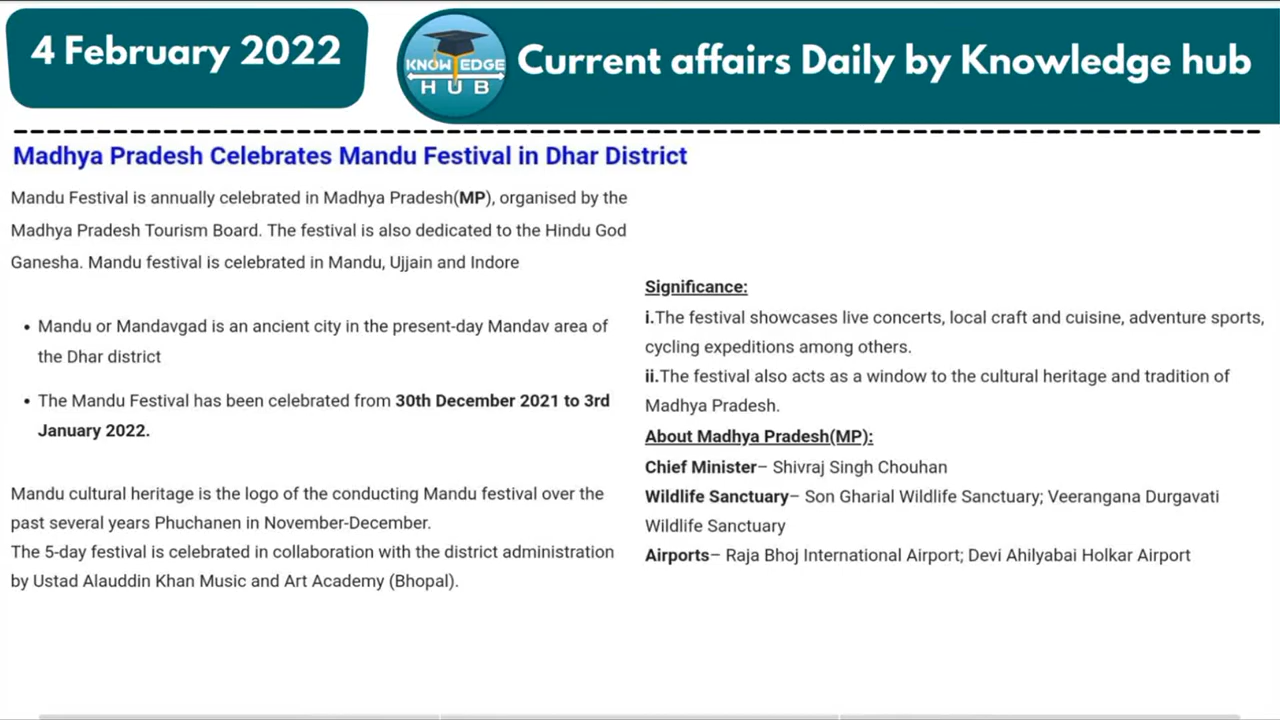 4 February 2022
KNOWLEDGE
HUB
Current affairs Daily by Knowledge hub
Madhya Pradesh Celebrates Mandu Festival in Dhar District
Mandu Festival is annually celebrated in Madhya Pradesh(MP), organised by the
Madhya Pradesh Tourism Board. The festival is also dedicated to the Hindu God
Ganesha. Mandu festival is celebrated in Mandu, Ujjain and Indore
• Mandu or Mandavgad is an ancient city in the present-day Mandav area of
the Dhar district
• The Mandu Festival has been celebrated from 30th December 2021 to 3rd
January 2022.
Mandu cultural heritage is the logo of the conducting Mandu festival over the
past several years Phuchanen in November-December.
The 5-day festival is celebrated in collaboration with the district administration
by Ustad Alauddin Khan Music and Art Academy (Bhopal).
Significance:
i.The festival showcases live concerts, local craft and cuisine, adventure sports,
cycling expeditions among others.
ii.The festival also acts as a window to the cultural heritage and tradition of
Madhya Pradesh.
About Madhya Pradesh(MP):
Chief Minister– Shivraj Singh Chouhan
Wildlife Sanctuary– Son Gharial Wildlife Sanctuary; Veerangana Durgavati
Wildlife Sanctuary
Airports– Raja Bhoj International Airport; Devi Ahilyabai Holkar Airport